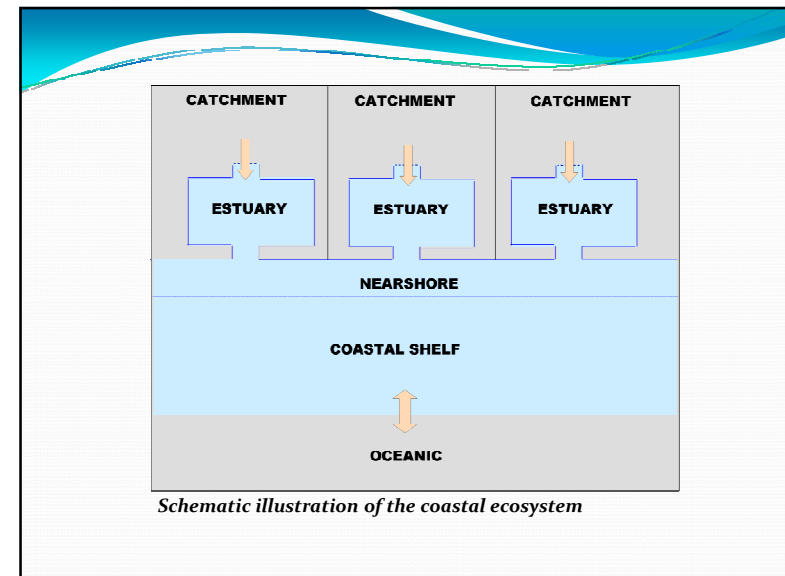 CATCHMENT CATCHMENT CATCHMENT
ESTUARY ESTUARY ESTUARY
NEARSHORE
COASTAL SHELF
OCEANIC
Schematic illustration of the coastal ecosystem